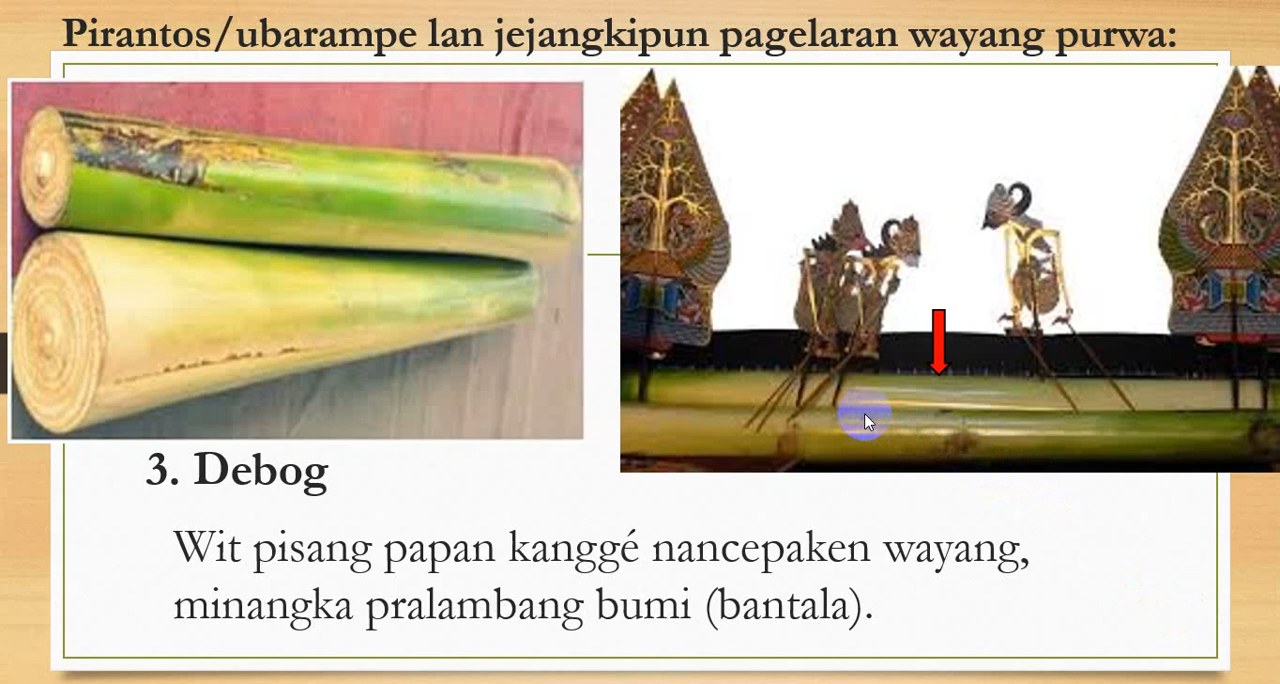 Pirantos/ubarampe lan jejangkipun pagelaran wayang purwa:
3. Debog
Wit pisang papan kanggé nancepaken wayang,
minangka pralambang bumi (bantala).